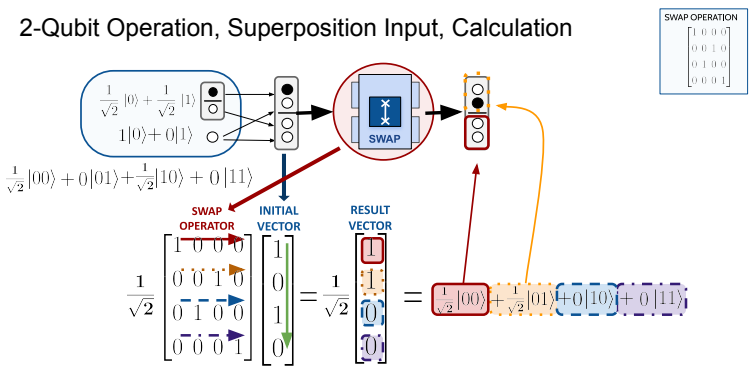 2-Qubit Operation, Superposition Input, Calculation
SWAP OPERATION
[1 0 0 0
0 0 1 0
0 1 0 0
0 0 0 1]
1/√2 |0⟩ + 1/√2 |1⟩
1|0⟩ + 0|1⟩
SWAP
1/√2 |00⟩ + 0|01⟩ + 1/√2 |10⟩ + 0|11⟩
SWAP
OPERATOR
INITIAL
VECTOR
RESULT
VECTOR
1/√2 [1 0 0 0 [1 = 1/√2 [1 = 1/√2 |00⟩ + 1/√2 |01⟩ +0|10⟩ + 0|11⟩
0 0 1 0 0 1
0 1 0 0 1 0
0 0 0 1] 0] 0]